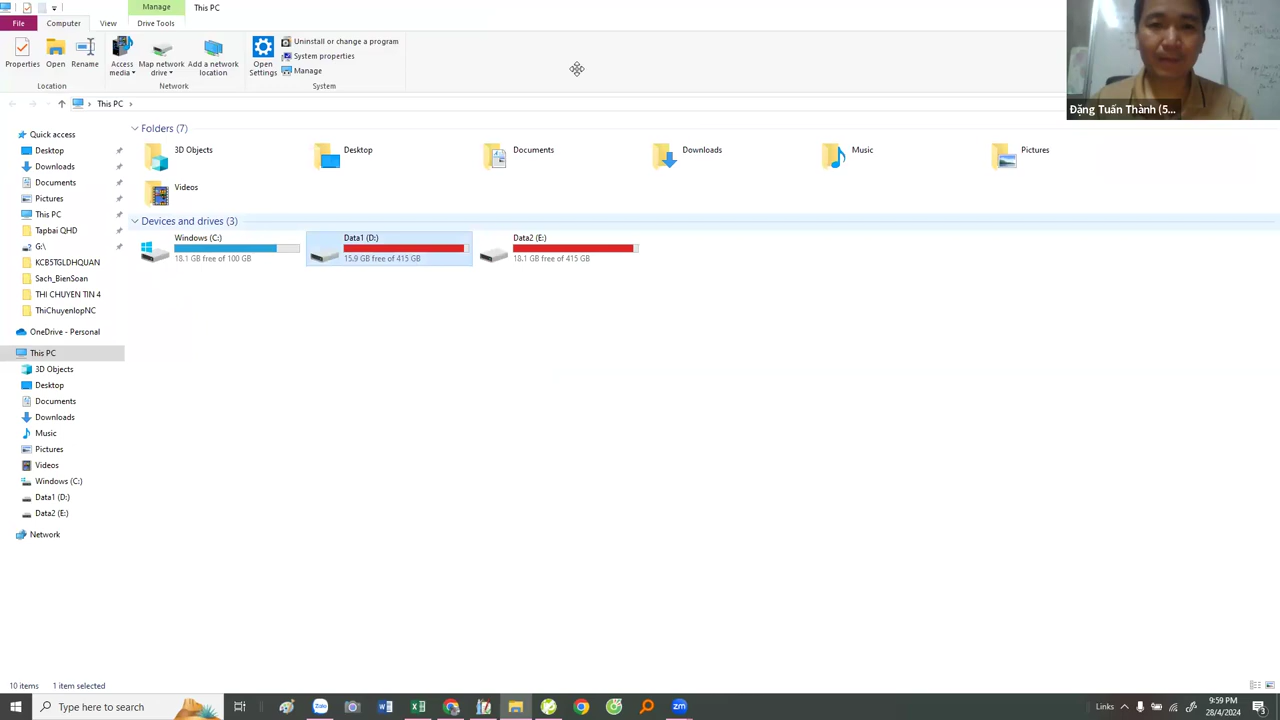 Manage
This PC
File
Computer
View
Drive Tools
Properties
Open
Rename
Access media
Map network drive
Add a network location
Open Settings
Uninstall or change a program
System properties
Manage
Location
Network
System
Đặng Tuấn Thành (5...
This PC
Quick access
Desktop
Downloads
Documents
Pictures
This PC
Tapbai QHD
G:\
KCB5TGLDHQUAN
Sach_BienSoan
THI CHUYEN TIN 4
ThiChuyenlopNC
OneDrive - Personal
This PC
3D Objects
Desktop
Documents
Downloads
Music
Pictures
Videos
Windows (C:)
Data1 (D:)
Data2 (E:)
Network
Folders (7)
3D Objects
Desktop
Documents
Downloads
Music
Pictures
Videos
Devices and drives (3)
Windows (C:)
18.1 GB free of 100 GB
Data1 (D:)
15.9 GB free of 415 GB
Data2 (E:)
18.1 GB free of 415 GB
10 items
1 item selected
Type here to search
Zalo
zm
Links
9:59 PM
28/4/2024
3